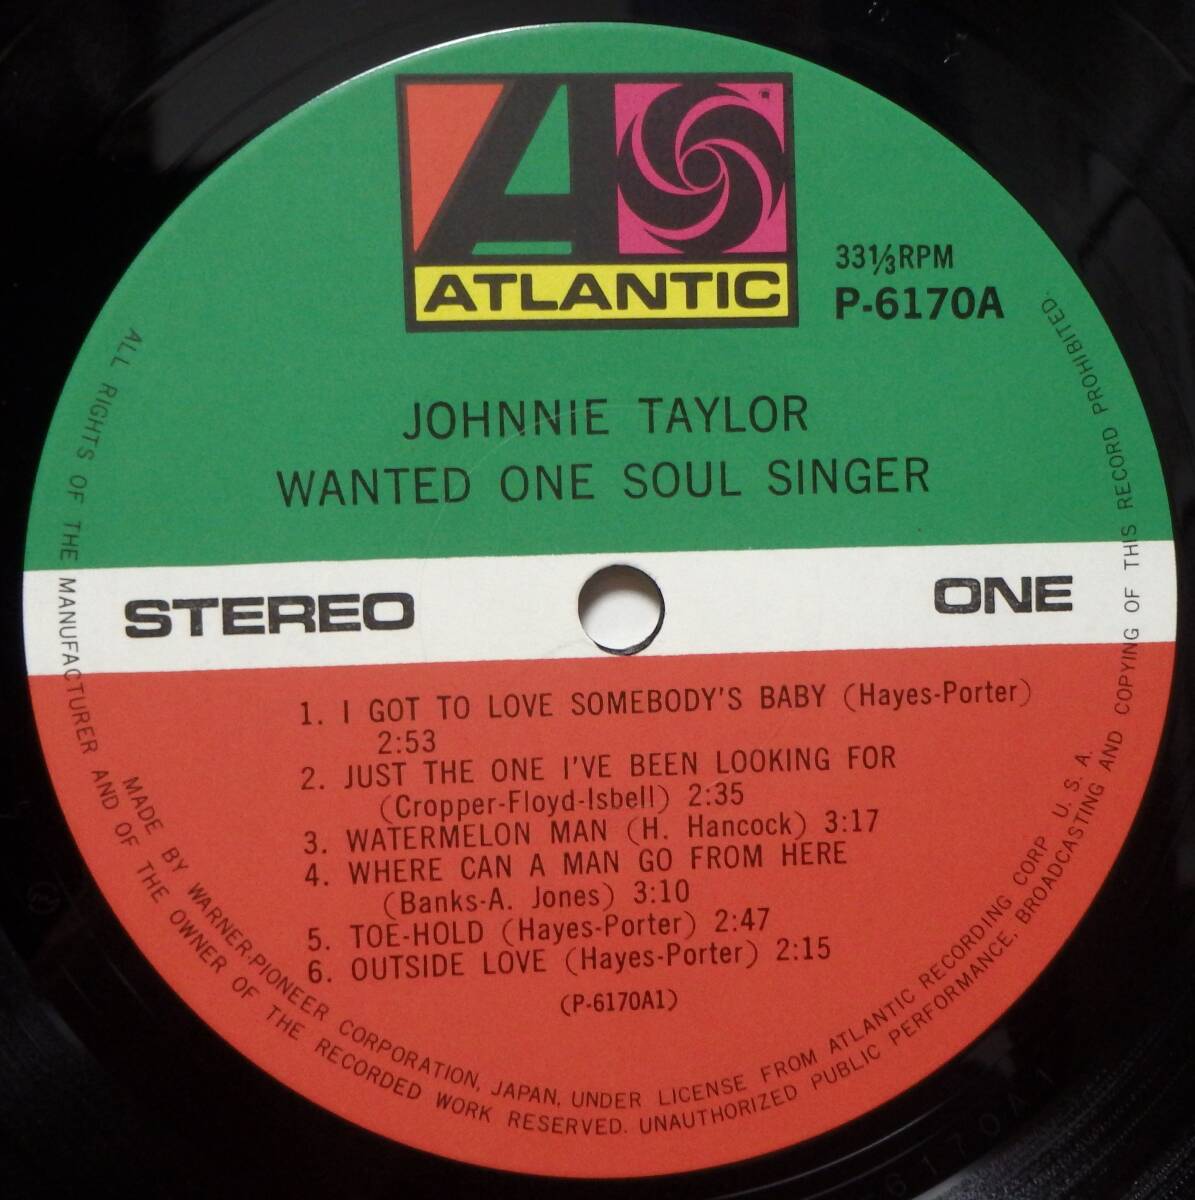 ATLANTIC
33⅓RPM
P-6170A
JOHNNIE TAYLOR
WANTED ONE SOUL SINGER
STEREO
ONE
1. I GOT TO LOVE SOMEBODY'S BABY (Hayes-Porter)
2:53
2. JUST THE ONE I'VE BEEN LOOKING FOR
(Cropper-Floyd-Isbell) 2:35
3. WATERMELON MAN (H. Hancock) 3:17
4. WHERE CAN A MAN GO FROM HERE
(Banks-A. Jones) 3:10
5. TOE-HOLD (Hayes-Porter) 2:47
6. OUTSIDE LOVE (Hayes-Porter) 2:15
(P-6170A1)
MADE BY WARNER-PIONEER CORPORATION, JAPAN, UNDER LICENSE FROM ATLANTIC RECORDING CORP. U. S. A.
ALL RIGHTS OF THE MANUFACTURER AND OF THE OWNER OF THE RECORDED WORK RESERVED. UNAUTHORIZED PUBLIC PERFORMANCE, BROADCASTING AND COPYING OF THIS RECORD PROHIBITED.